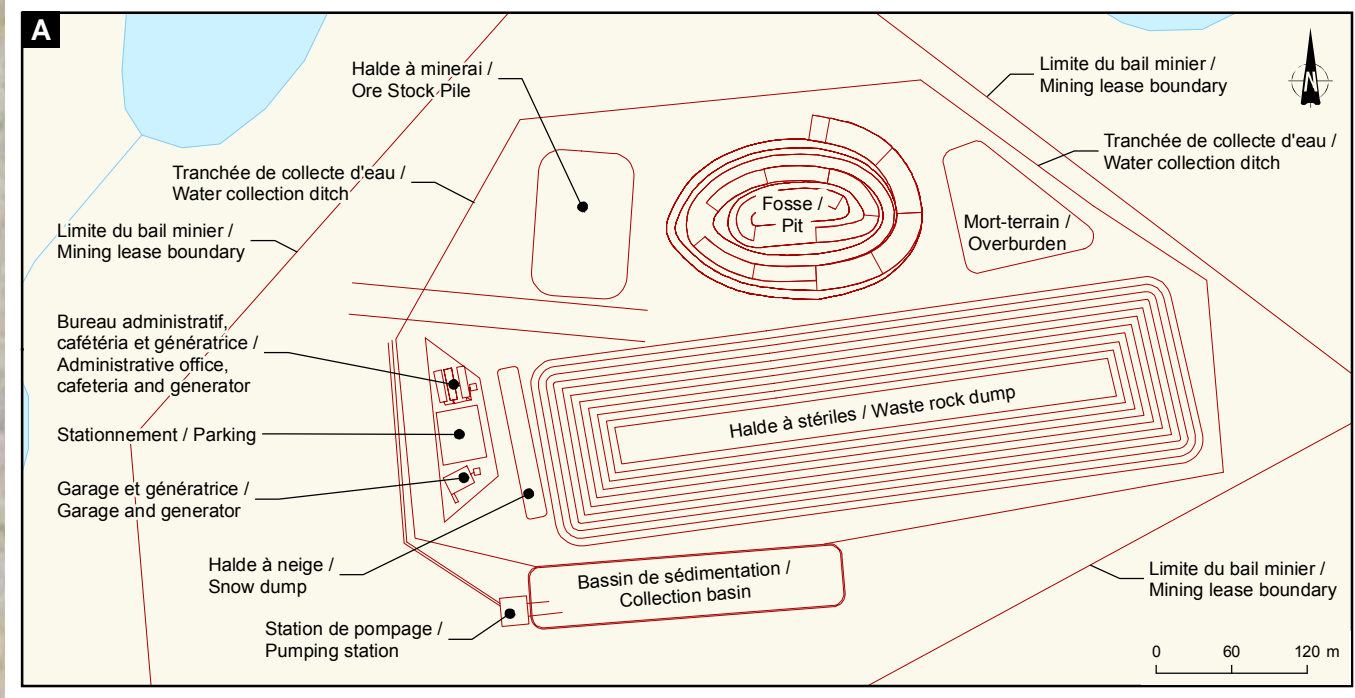 A
Halde à minerai /
Ore Stock Pile
Limite du bail minier /
Mining lease boundary
N
Tranchée de collecte d'eau /
Water collection ditch
Tranchée de collecte d'eau /
Water collection ditch
Fosse /
Pit
Mort-terrain /
Overburden
Limite du bail minier /
Mining lease boundary
Bureau administratif,
cafétéria et génératrice /
Administrative office,
cafeteria and generator
Halde à stériles / Waste rock dump
Stationnement / Parking
Garage et génératrice /
Garage and generator
Halde à neige /
Snow dump
Bassin de sédimentation /
Collection basin
Limite du bail minier /
Mining lease boundary
Station de pompage /
Pumping station
0 60 120 m